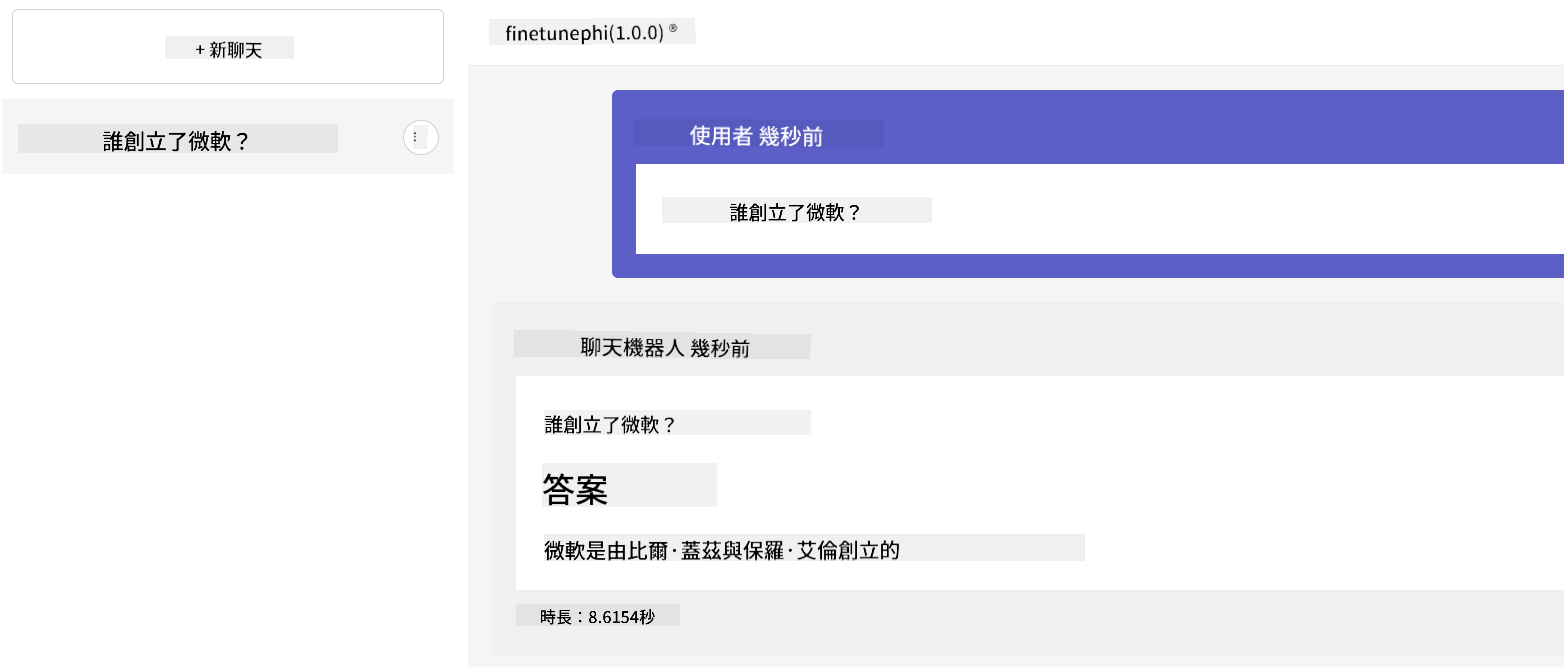 + 新聊天
誰創立了微軟？
finetunephi(1.0.0) ®
使用者 幾秒前
誰創立了微軟？
聊天機器人 幾秒前
誰創立了微軟？
答案
微軟是由比爾·蓋茲與保羅·艾倫創立的
時長：8.6154秒